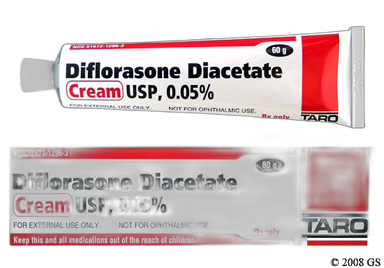 NDC 51672-1296-3
60 g
Diflorasone Diacetate
Cream USP, 0.05%
FOR EXTERNAL USE ONLY. NOT FOR OPHTHALMIC USE.
Rx only
TARO
60 g
Diflorasone Diacetate
Cream USP, 0.05%
FOR EXTERNAL USE ONLY. NOT FOR OPHTHALMIC USE.
TARO
Keep this and all medications out of the reach of children.
© 2008 GS